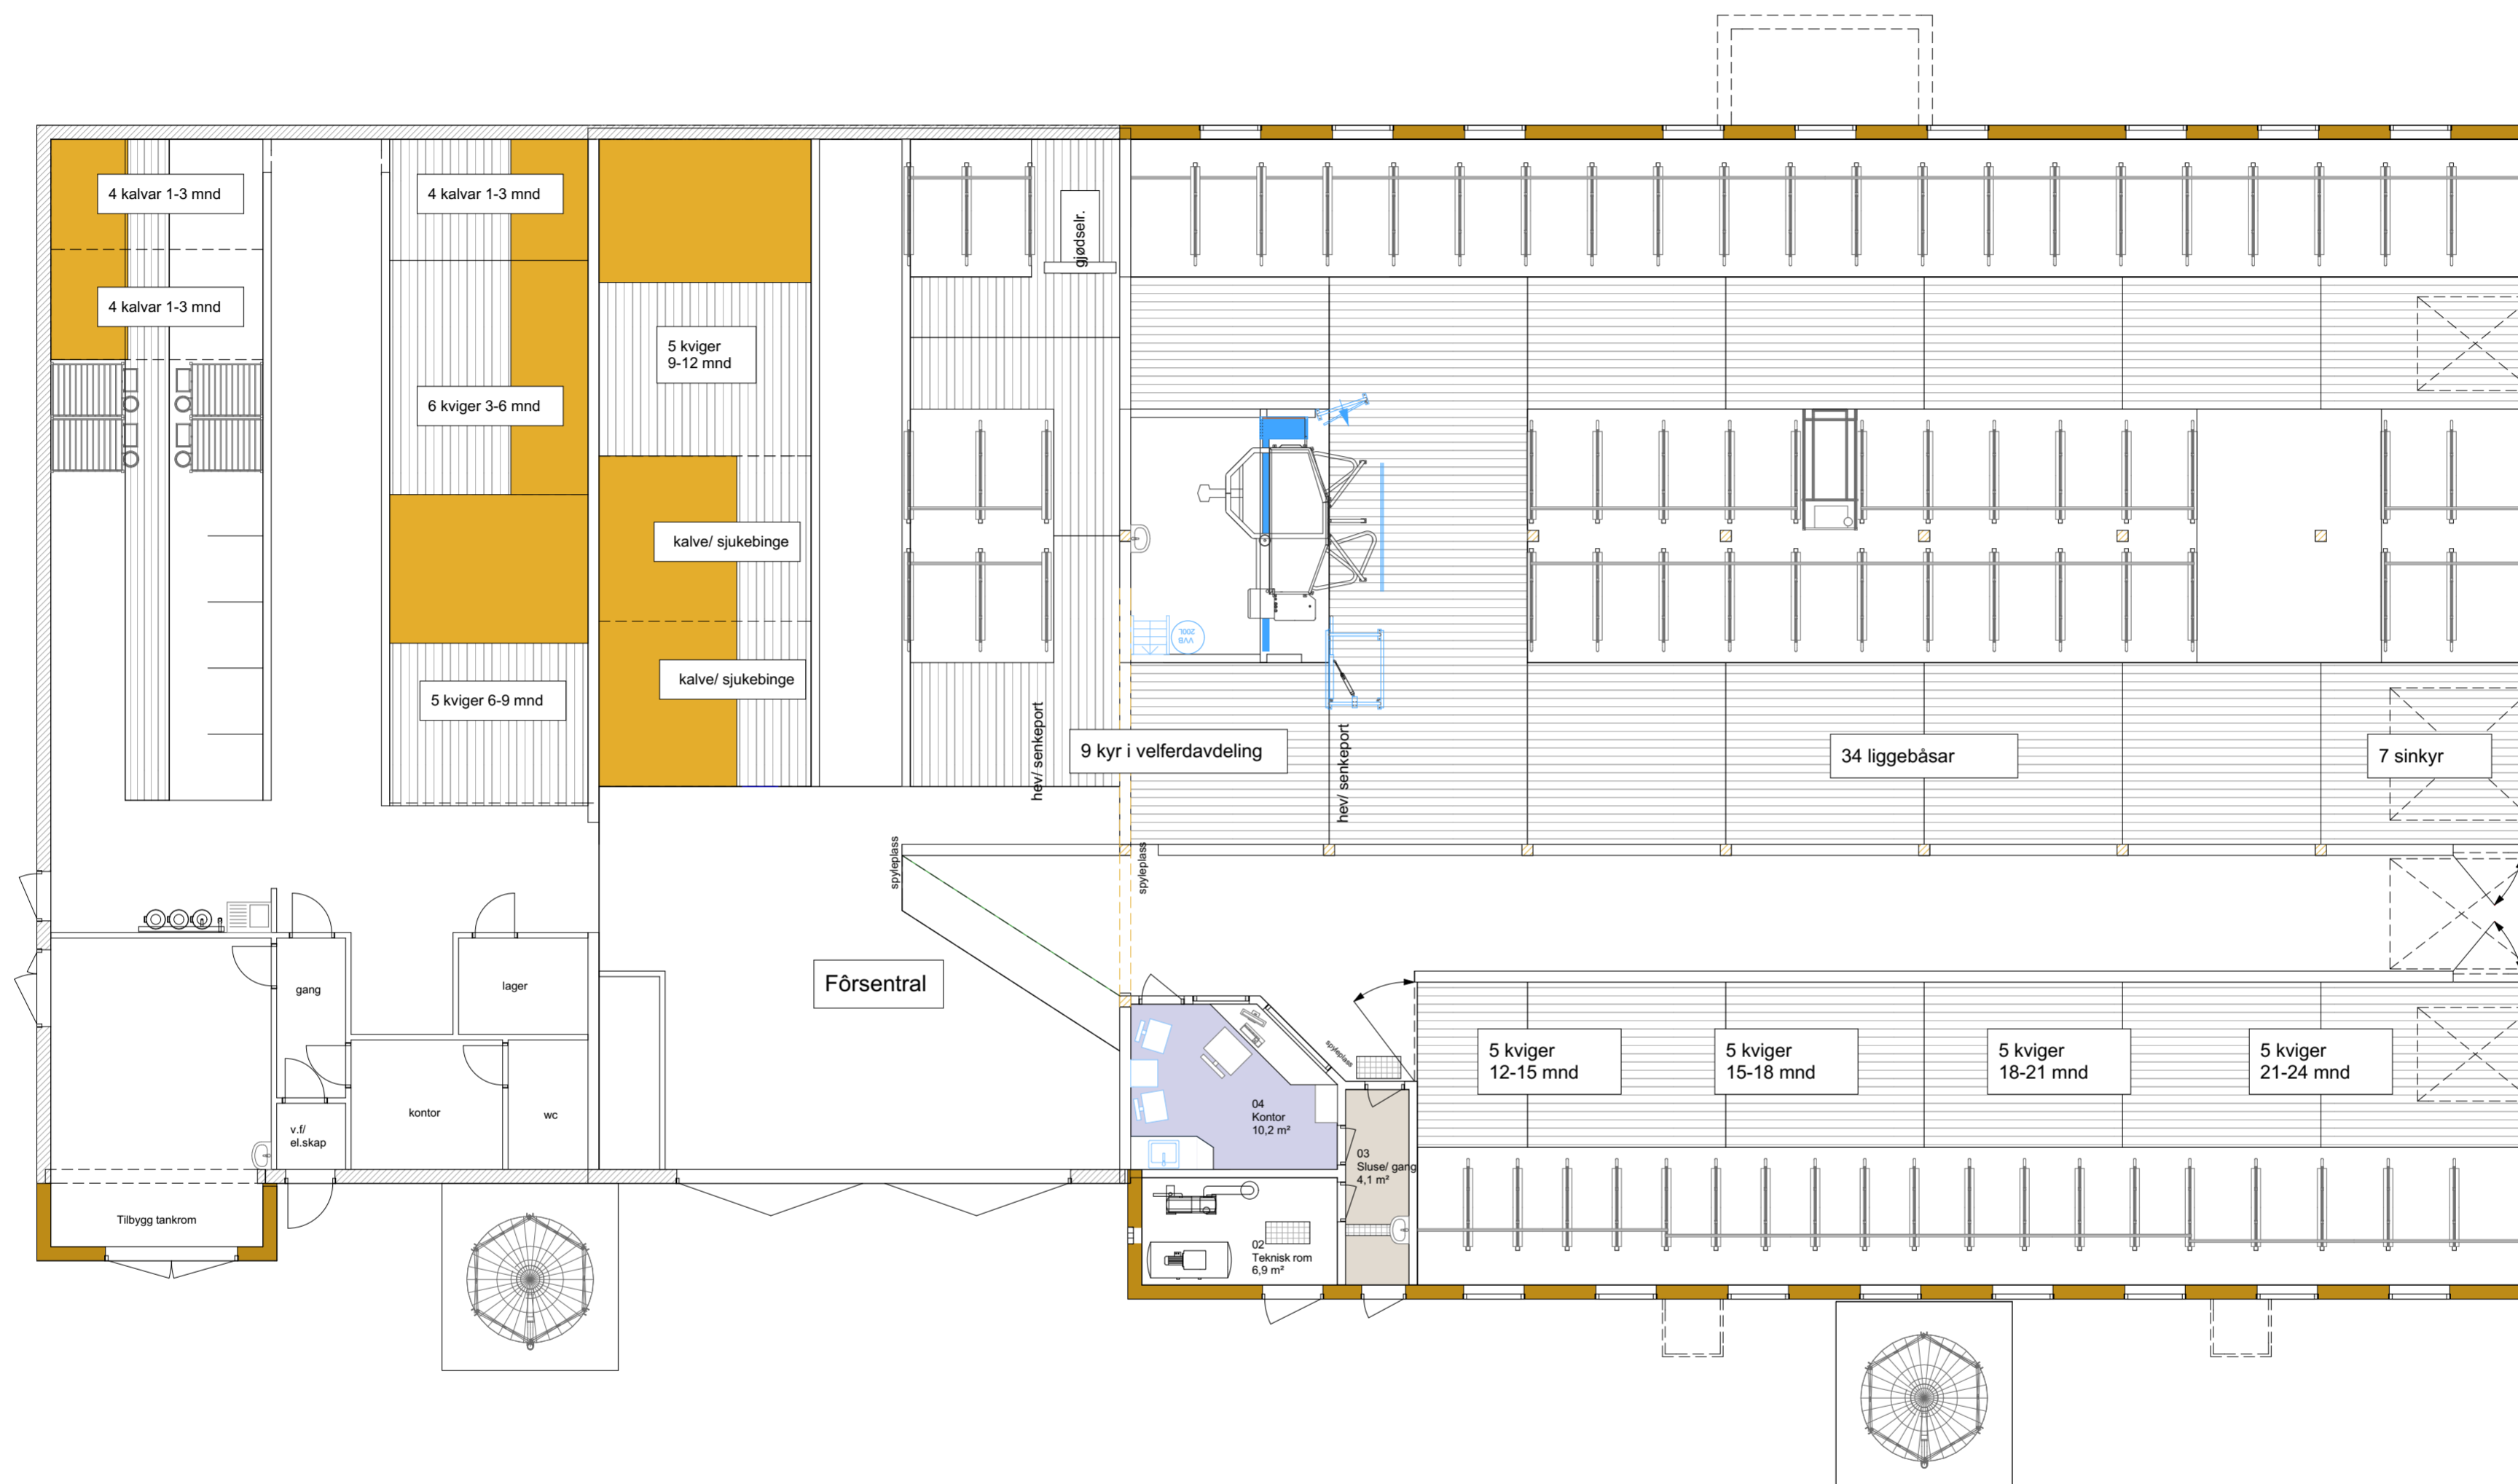 4 kalvar 1-3 mnd
4 kalvar 1-3 mnd
gjødselr.
4 kalvar 1-3 mnd
5 kviger
9-12 mnd
6 kviger 3-6 mnd
kalve/ sjukebinge
VVB
200L
kalve/ sjukebinge
5 kviger 6-9 mnd
hev/ senkeport
9 kyr i velferdavdeling
hev/ senkeport
34 liggebåsar
7 sinkyr
spyleplass
spyleplass
gang
lager
Fôrsentral
spyleplass
5 kviger
12-15 mnd
5 kviger
15-18 mnd
5 kviger
18-21 mnd
5 kviger
21-24 mnd
kontor
wc
v.f/
el.skap
04
Kontor
10,2 m²
03
Sluse/ gang
4,1 m²
Tilbygg tankrom
02
Teknisk rom
6,9 m²